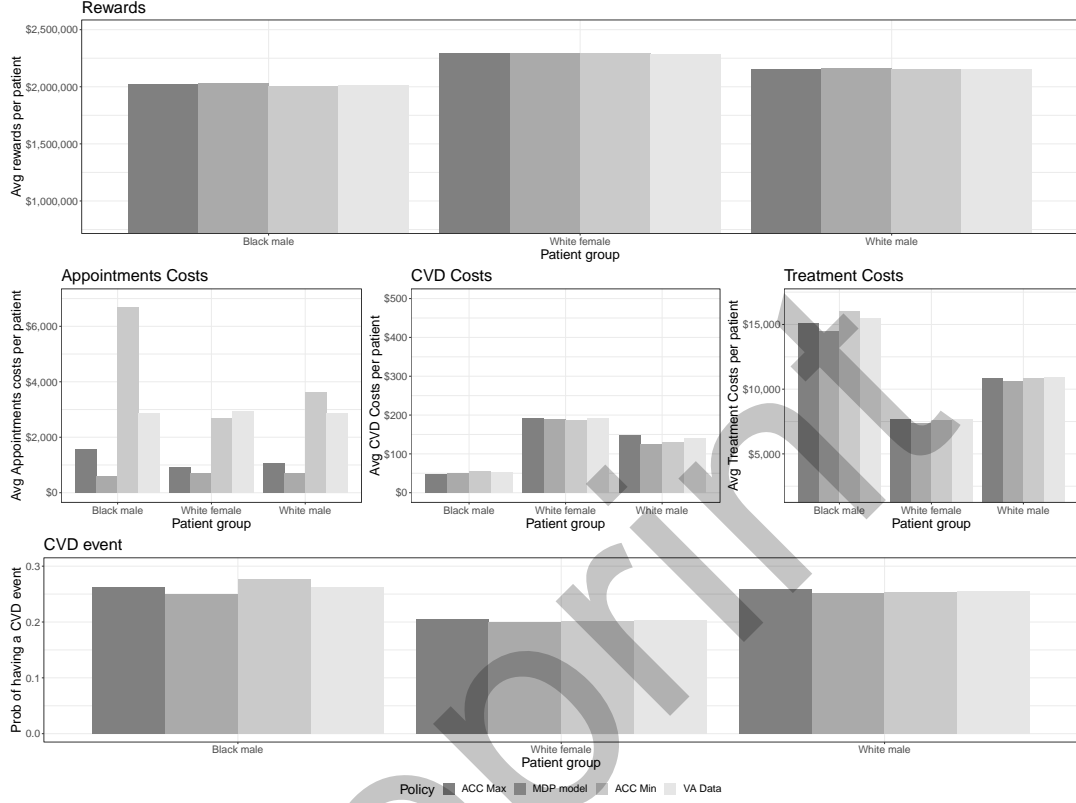 Rewards
Avg rewards per patient
$2,500,000
$2,000,000
$1,500,000
$1,000,000
Black male
White female
White male
Patient group
Appointments Costs
Avg Appointments costs per patient
$6,000
$4,000
$2,000
$0
Black male
White female
White male
Patient group
CVD Costs
Avg CVD Costs per patient
$500
$400
$300
$200
$100
$0
Black male
White female
White male
Patient group
Treatment Costs
Avg Treatment Costs per patient
$15,000
$10,000
$5,000
Black male
White female
White male
Patient group
CVD event
Prob of having a CVD event
0.3
0.2
0.1
0.0
Black male
White female
White male
Patient group
Policy ACC Max MDP model ACC Min VA Data